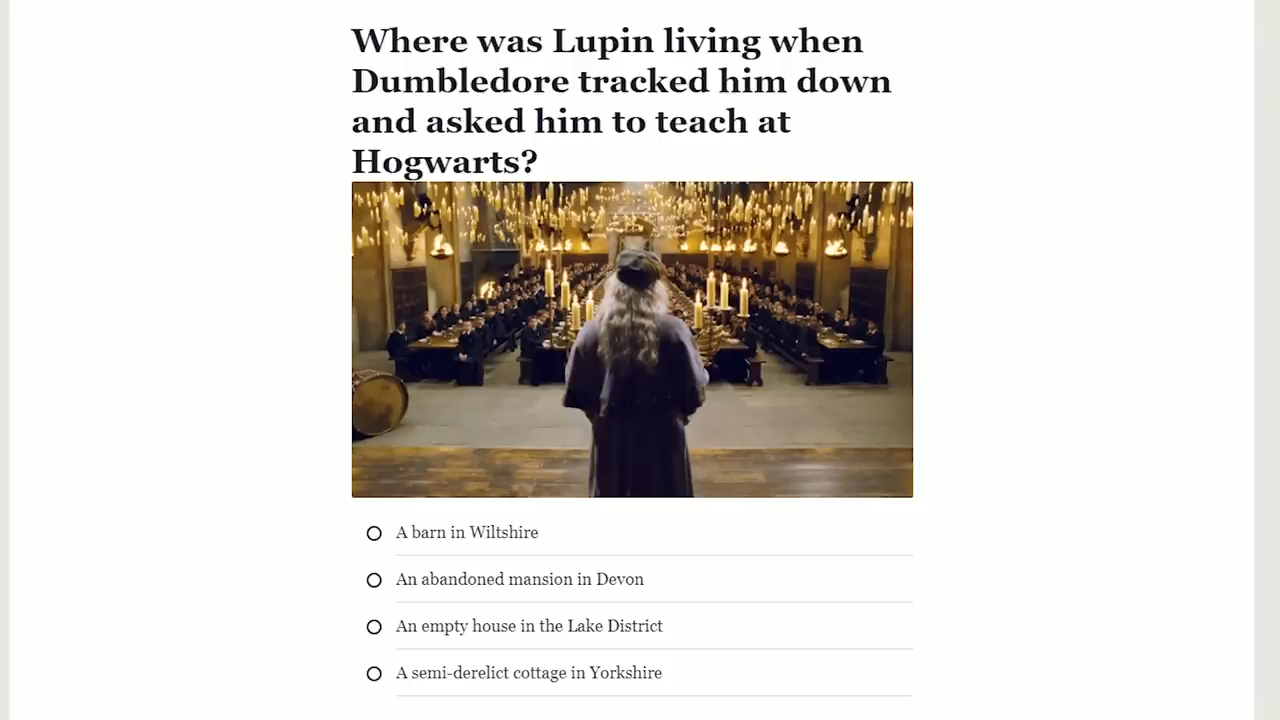 Where was Lupin living when
Dumbledore tracked him down
and asked him to teach at
Hogwarts?
A barn in Wiltshire
An abandoned mansion in Devon
An empty house in the Lake District
A semi-derelict cottage in Yorkshire